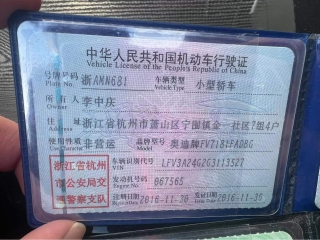 中华人民共和国机动车行驶证
Vehicle License of the People's Republic of China
号牌号码 浙AMN681 车辆类型 小型轿车
Plate No. Vehicle Type
所有人 李中庆
Owner
住址 浙江省杭州市萧山区宁围镇金一社区7组4户
使用性质 非营运 品牌型号 奥迪牌FV7181FADBG
浙江省杭州 车辆识别代号 LFV3A24G2G3113527
VIN
市公安局交 发动机号码 867565
Engine No.
通警察支队 注册日期 2016-11-30 发证日期 2016-11-30